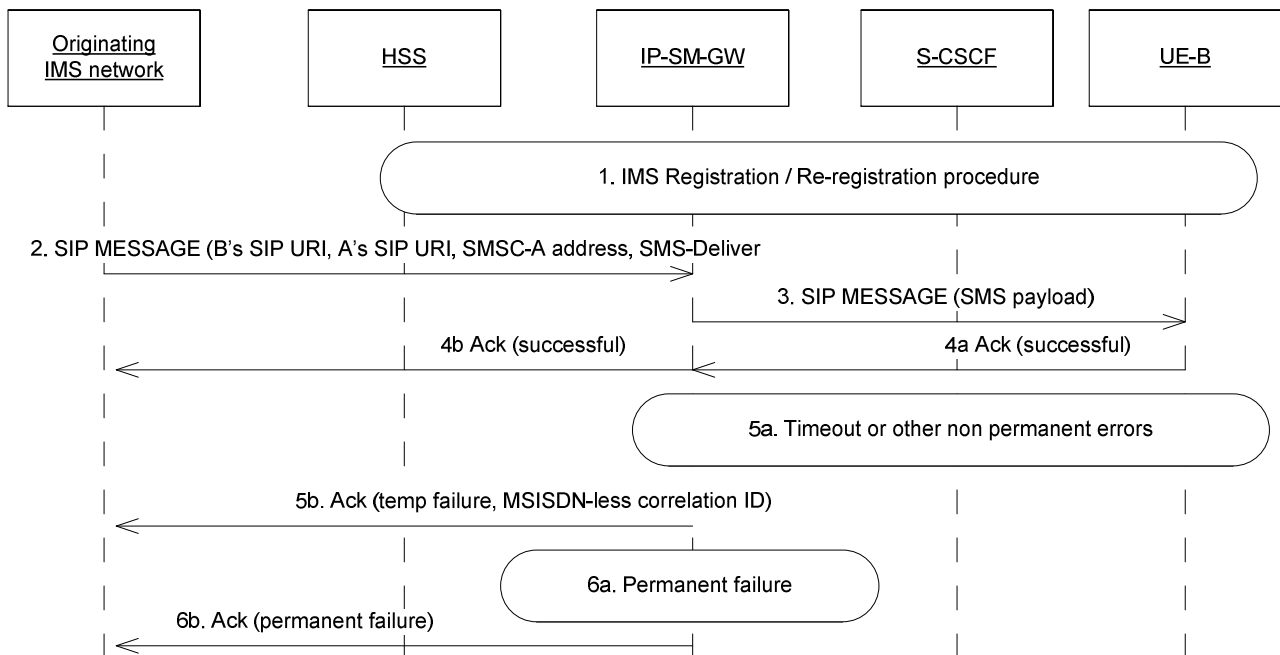 Originating
IMS network
HSS
IP-SM-GW
S-CSCF
UE-B
1. IMS Registration / Re-registration procedure
2. SIP MESSAGE (B's SIP URI, A's SIP URI, SMSC-A address, SMS-Deliver
3. SIP MESSAGE (SMS payload)
4b Ack (successful)
4a Ack (successful)
5a. Timeout or other non permanent errors
5b. Ack (temp failure, MSISDN-less correlation ID)
6a. Permanent failure
6b. Ack (permanent failure)